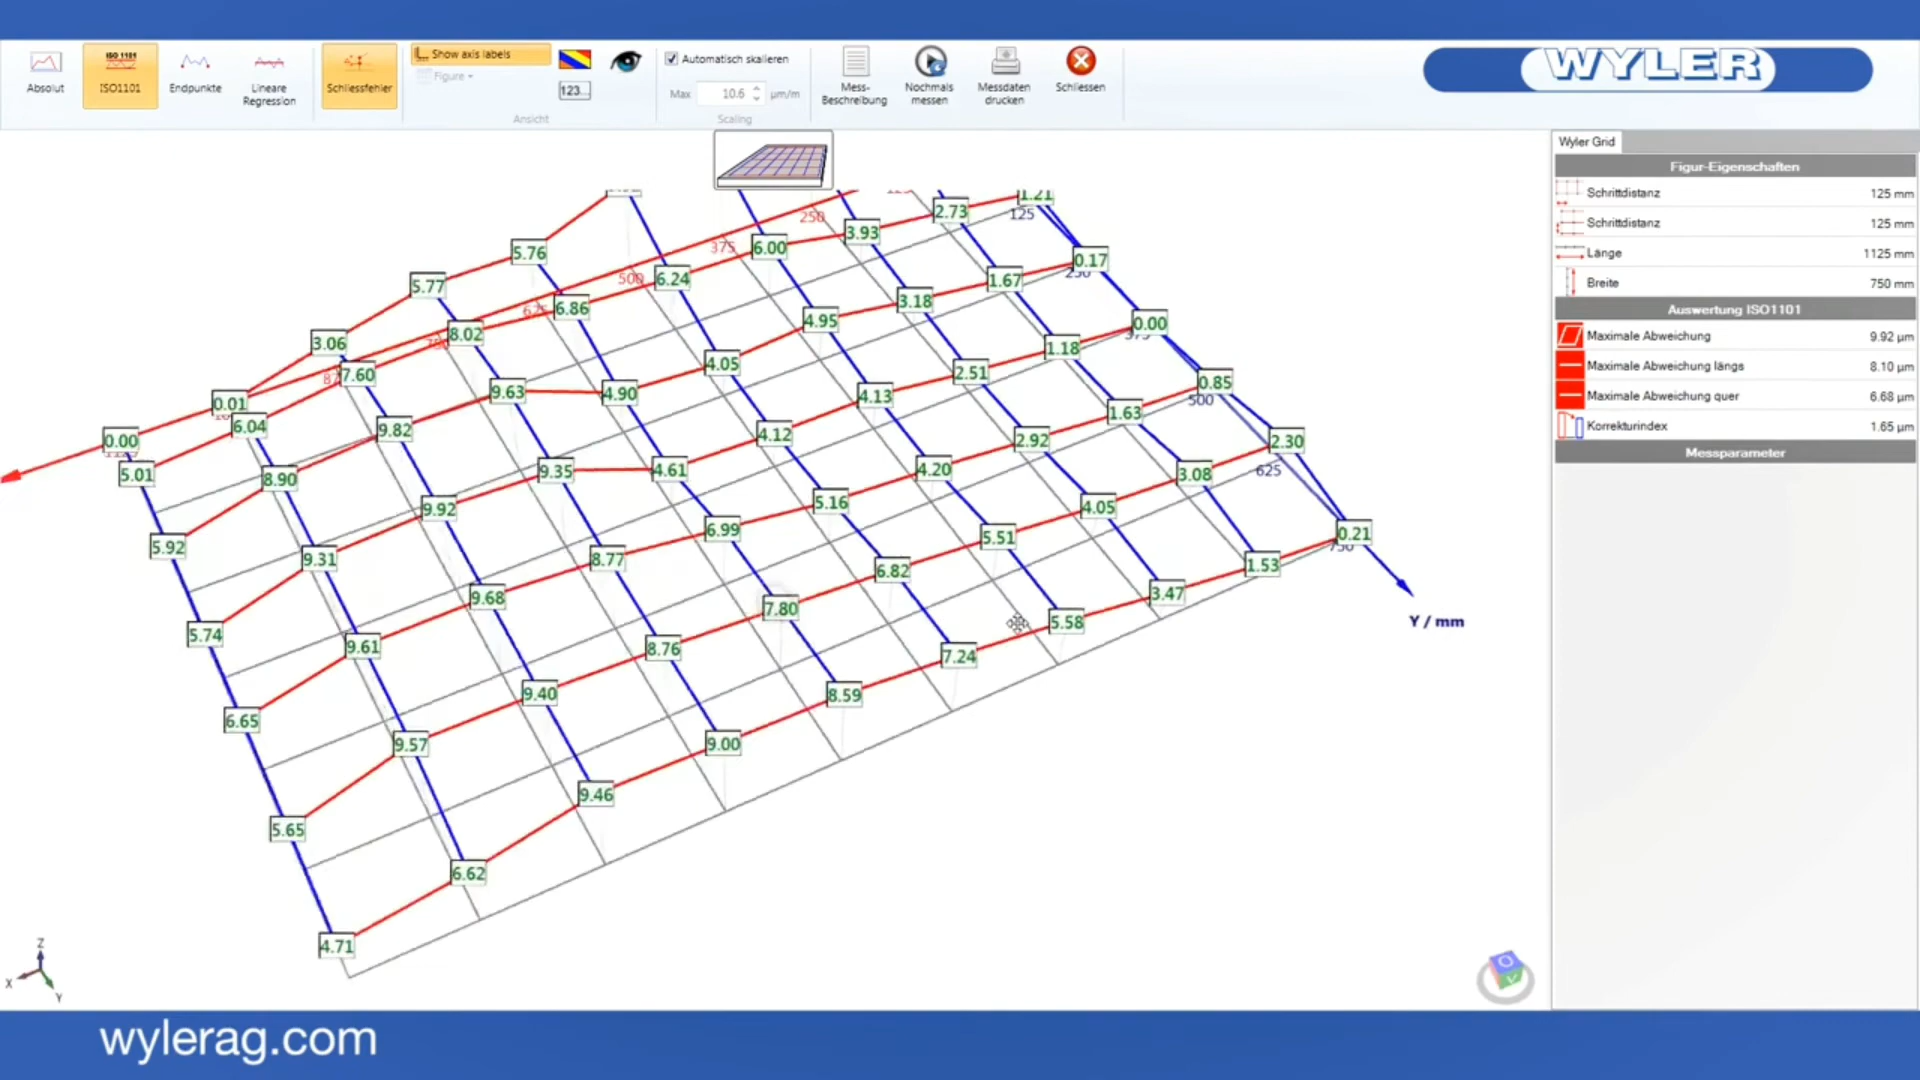 Absolut
ISO 1101
ISO1101
Endpunkte
Lineare
Regression
Schliessfehler
Show axis labels
Figure
123...
Ansicht
Automatisch skalieren
Max 10.6 µm/m
Scaling
Mess-
Beschreibung
Nochmals
messen
Messdaten
drucken
Schliessen
WYLER
Wyler Grid
Figur-Eigenschaften
Schrittdistanz 125 mm
Schrittdistanz 125 mm
Länge 1125 mm
Breite 750 mm
Auswertung ISO1101
Maximale Abweichung 9.92 µm
Maximale Abweichung längs 8.10 µm
Maximale Abweichung quer 6.68 µm
Korrekturindex 1.65 µm
Messparameter
1.21
2.73 125
250
3.93
375 6.00
5.76 0.17
500 6.24
5.77 1.67
6.86 3.18
4.95
8.02 0.00
3.06 1.18
4.05
7.60 2.51
0.85
9.63 4.90 4.13
0.01 500
6.04 1.63
9.82 4.12
0.00 2.92 2.30
5.01 4.20 3.08 625
8.90 9.35 4.61
9.92 5.16 4.05
6.99 5.51 0.21
5.92
9.31 8.77 1.53
6.82
9.68 7.80 3.47
5.74 5.58 Y / mm
9.61 8.76 7.24
9.40 8.59
6.65
9.57 9.00
9.46
5.65
6.62
4.71
Z
X
Y
wylerag.com